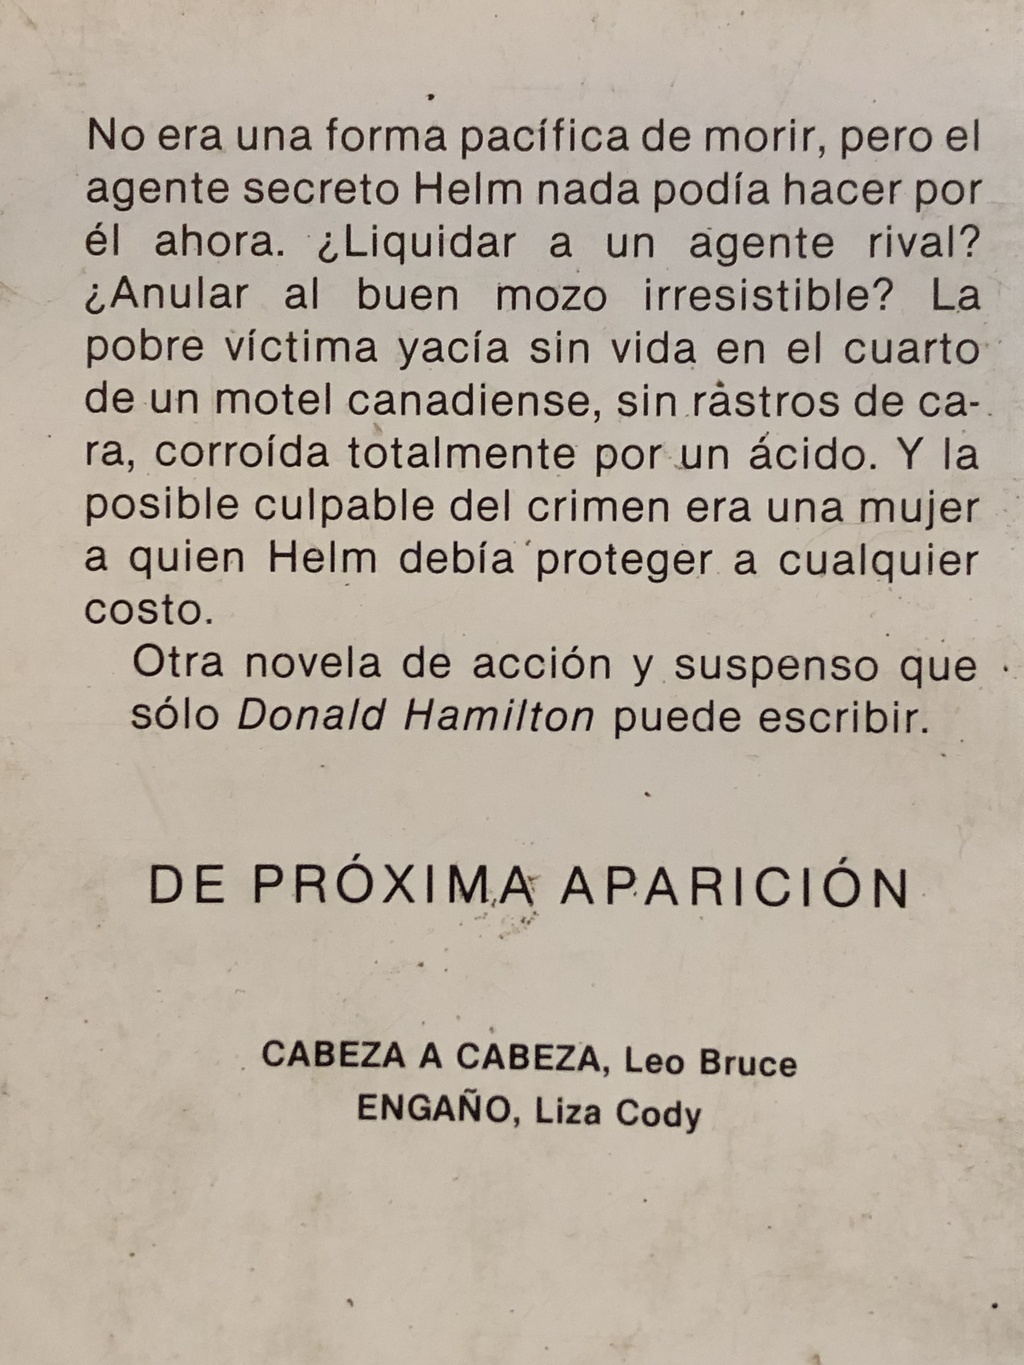 No era una forma pacífica de morir, pero el
agente secreto Helm nada podía hacer por
él ahora. ¿Liquidar a un agente rival?
¿Anular al buen mozo irresistible? La
pobre víctima yacía sin vida en el cuarto
de un motel canadiense, sin rastros de ca-
ra, corroída totalmente por un ácido. Y la
posible culpable del crimen era una mujer
a quien Helm debía proteger a cualquier
costo.
Otra novela de acción y suspenso que
sólo Donald Hamilton puede escribir.
DE PRÓXIMA APARICIÓN
CABEZA A CABEZA, Leo Bruce
ENGAÑO, Liza Cody